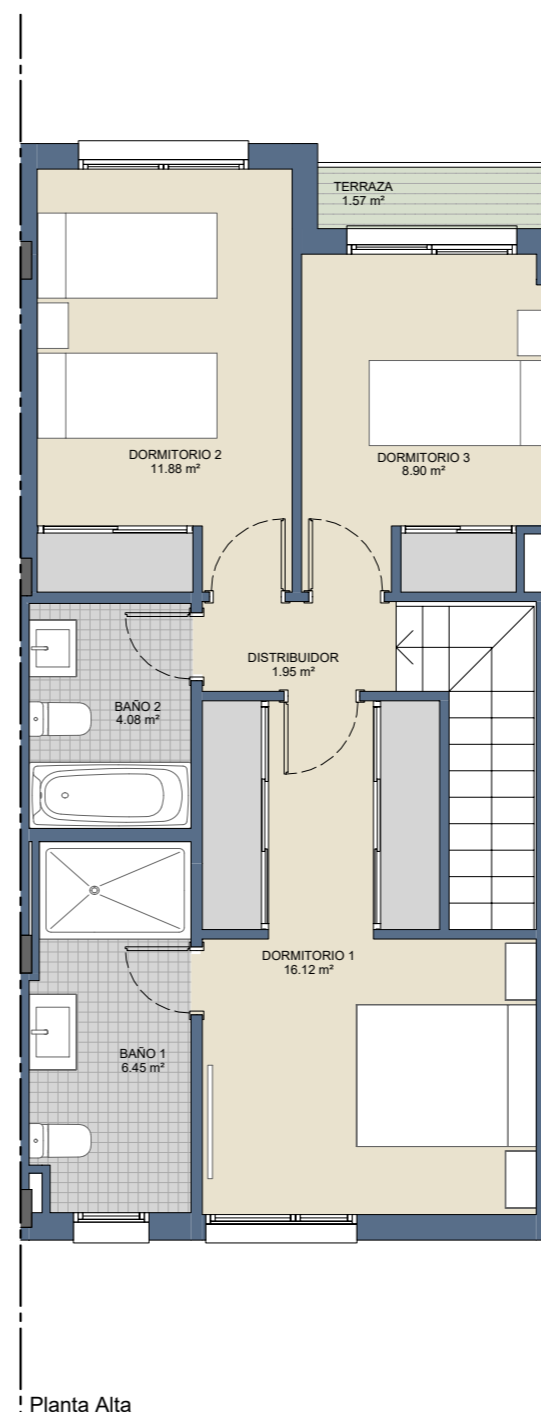 TERRAZA
1.57 m²
DORMITORIO 2
11.88 m²
DORMITORIO 3
8.90 m²
DISTRIBUIDOR
1.95 m²
BAÑO 2
4.08 m²
DORMITORIO 1
16.12 m²
BAÑO 1
6.45 m²
Planta Alta